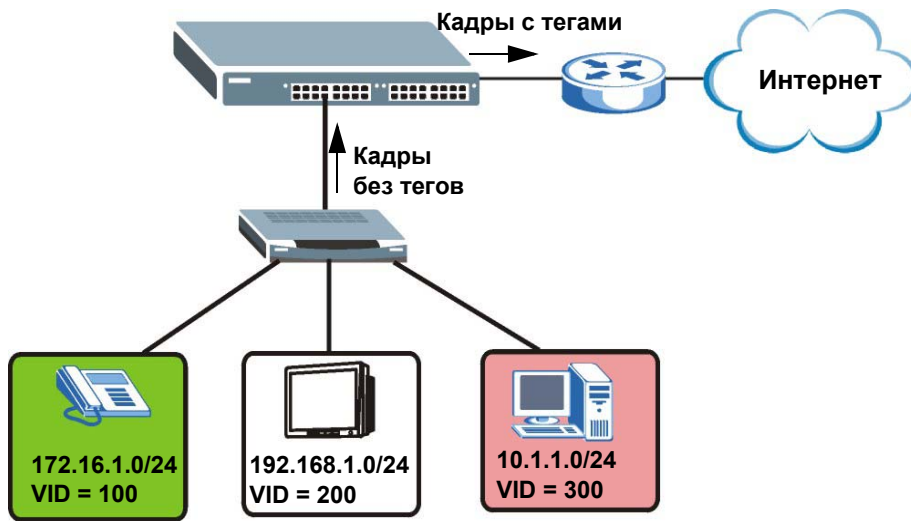 Кадры с тегами
Интернет
Кадры
без тегов
172.16.1.0/24
VID = 100
192.168.1.0/24
VID = 200
10.1.1.0/24
VID = 300